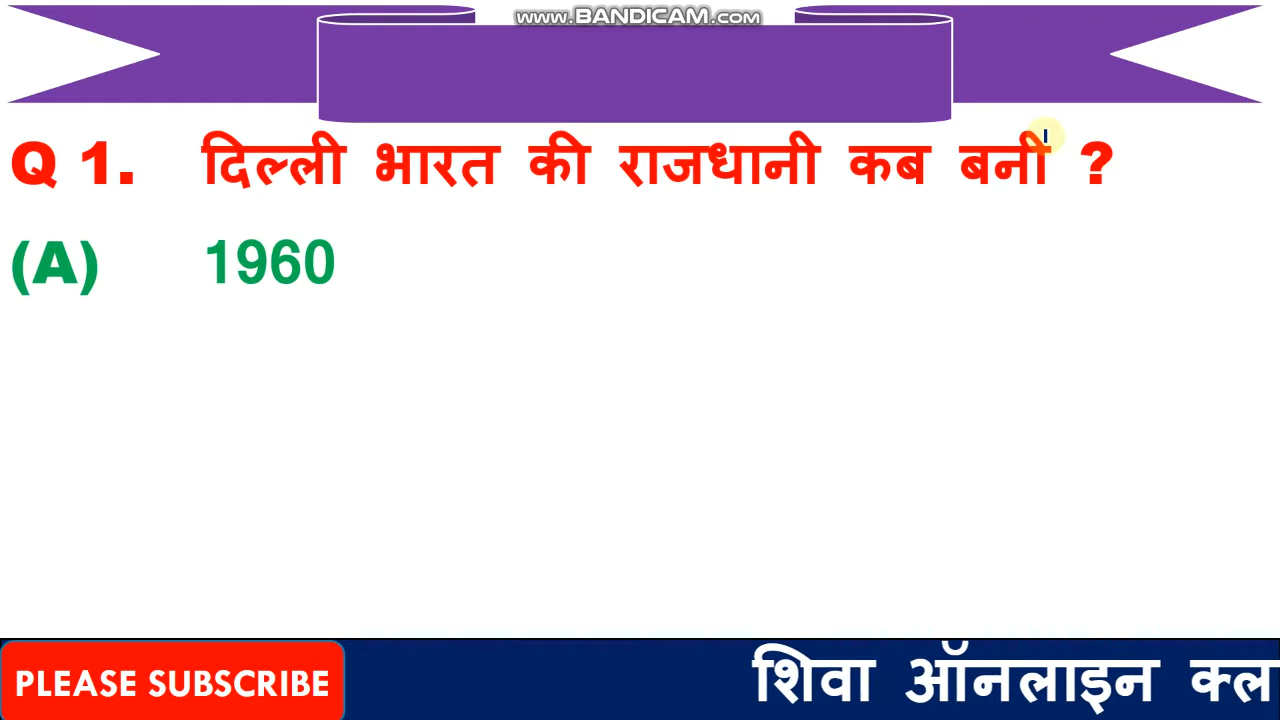 www.BANDICAM.com
Q 1. दिल्ली भारत की राजधानी कब बनी ?
(A) 1960
PLEASE SUBSCRIBE
शिवा ऑनलाइन क्ल